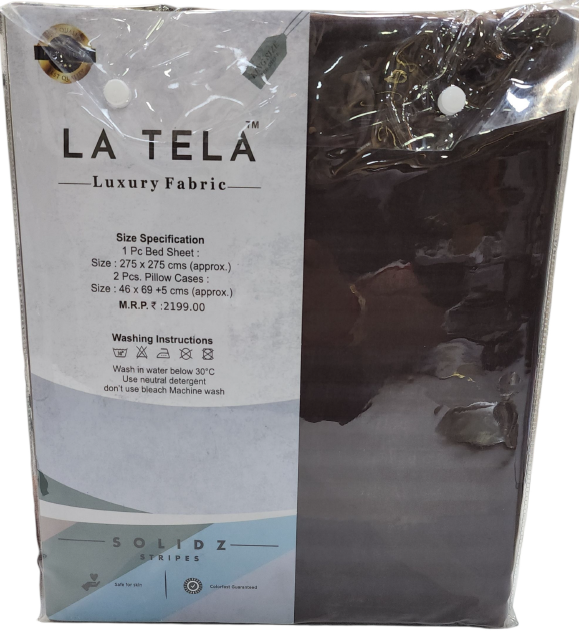 LA TELA™
Luxury Fabric
Size Specification
1 Pc Bed Sheet :
Size : 275 x 275 cms (approx.)
2 Pcs. Pillow Cases :
Size : 46 x 69 +5 cms (approx.)
M.R.P. ₹ :2199.00
Washing Instructions
Wash in water below 30°C
Use neutral detergent
don't use bleach Machine wash
SOLIDZ
STRIPES
Safe for skin
Colorfast Guaranteed